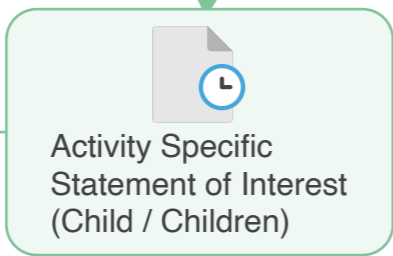 Activity Specific
Statement of Interest
(Child / Children)